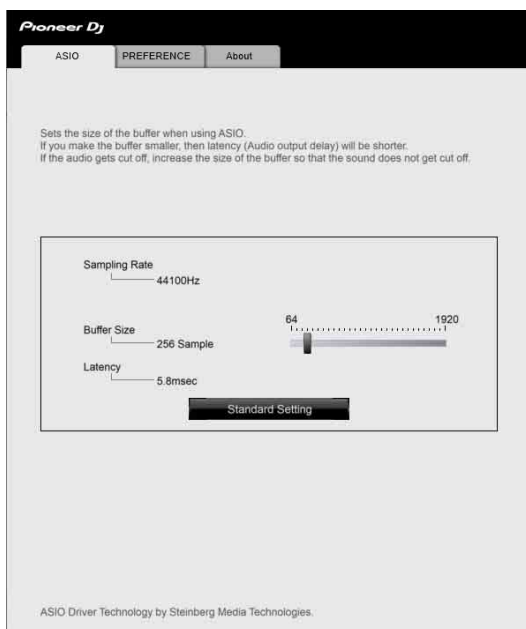 Pioneer Dj
ASIO PREFERENCE About
Sets the size of the buffer when using ASIO.
If you make the buffer smaller, then latency (Audio output delay) will be shorter.
If the audio gets cut off, increase the size of the buffer so that the sound does not get cut off.
Sampling Rate
44100Hz
64 1920
Buffer Size
256 Sample
Latency
5.8msec
Standard Setting
ASIO Driver Technology by Steinberg Media Technologies.